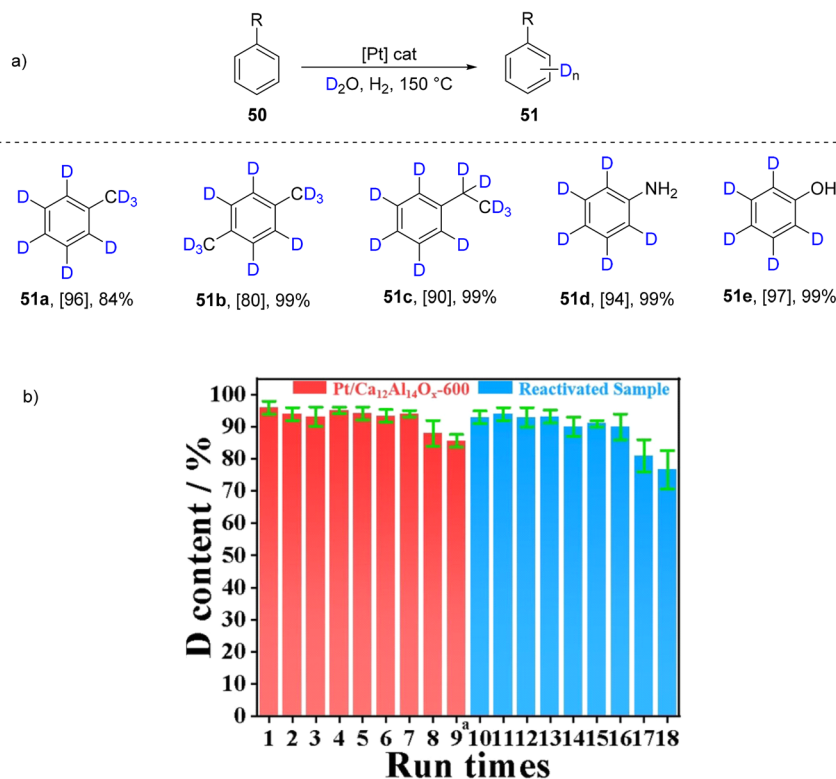 a)
R
[Pt] cat
D₂O, H₂, 150 °C
50
R
Dₙ
51
D
D
D
D
D
CD₃
51a, [96], 84%
D
D
D
D
CD₃
D₃C
51b, [80], 99%
D
D
D
D
D
D
D
CD₃
51c, [90], 99%
D
D
D
D
D
NH2
51d, [94], 99%
D
D
D
D
D
OH
51e, [97], 99%
b)
Pt/Ca₁₂Al₁₄Oₓ-600 Reactivated Sample
D content / %
100
90
80
70
60
50
40
30
20
10
0
1 2 3 4 5 6 7 8 9ᵃ 10 11 12 13 14 15 16 17 18
Run times